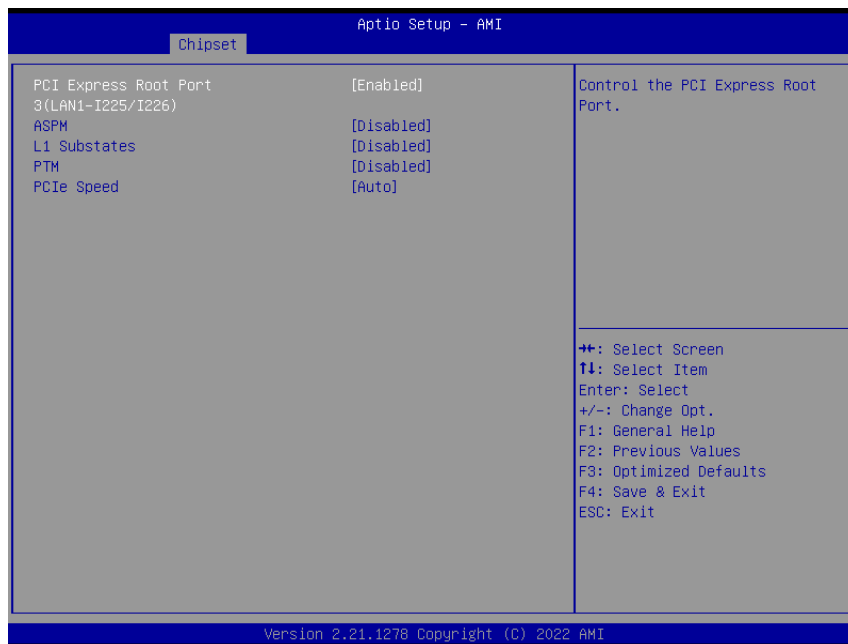 Aptio Setup – AMI
Chipset
PCI Express Root Port [Enabled]
3(LAN1-I225/I226)
ASPM [Disabled]
L1 Substates [Disabled]
PTM [Disabled]
PCIe Speed [Auto]
Control the PCI Express Root
Port.
→←: Select Screen
↑↓: Select Item
Enter: Select
+/-: Change Opt.
F1: General Help
F2: Previous Values
F3: Optimized Defaults
F4: Save & Exit
ESC: Exit
Version 2.21.1278 Copyright (C) 2022 AMI